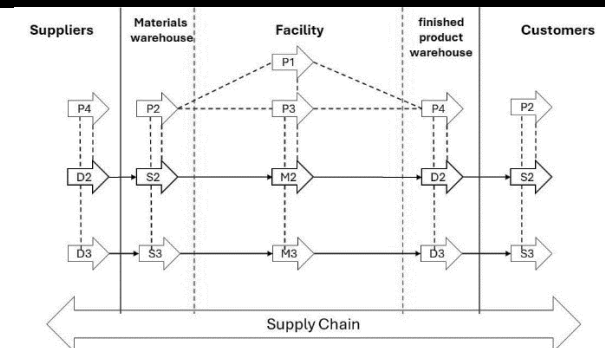 Suppliers
Materials
warehouse
Facility
finished
product
warehouse
Customers
P1
P4
P2
P3
P4
P2
D2
S2
M2
D2
S2
D3
S3
M3
D3
S3
Supply Chain